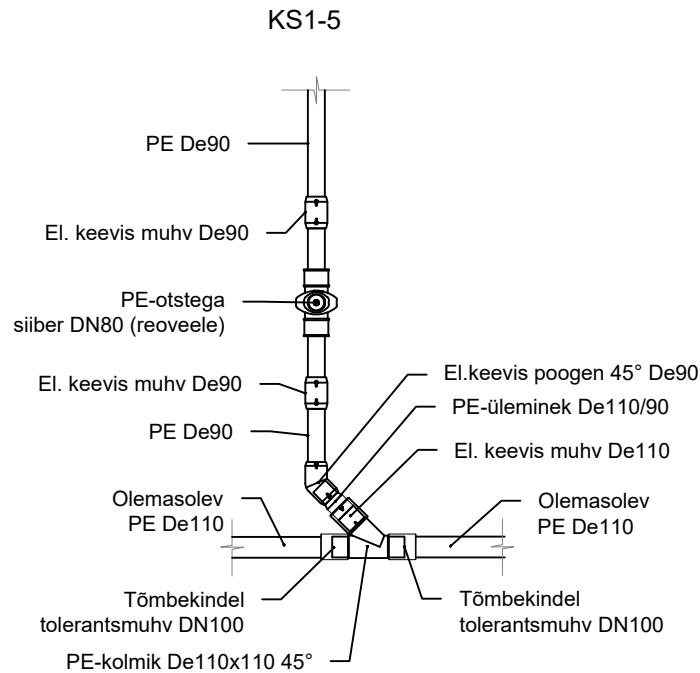 KS1-5
PE De90
El. keevis muhv De90
PE-otstega
siiber DN80 (reoveele)
El. keevis muhv De90
El.keevis poogen 45° De90
PE-üleminek De110/90
PE De90
El. keevis muhv De110
Olemasolev
PE De110
Olemasolev
PE De110
Tõmbekindel
tolerantsmuhv DN100
Tõmbekindel
tolerantsmuhv DN100
PE-kolmik De110x110 45°